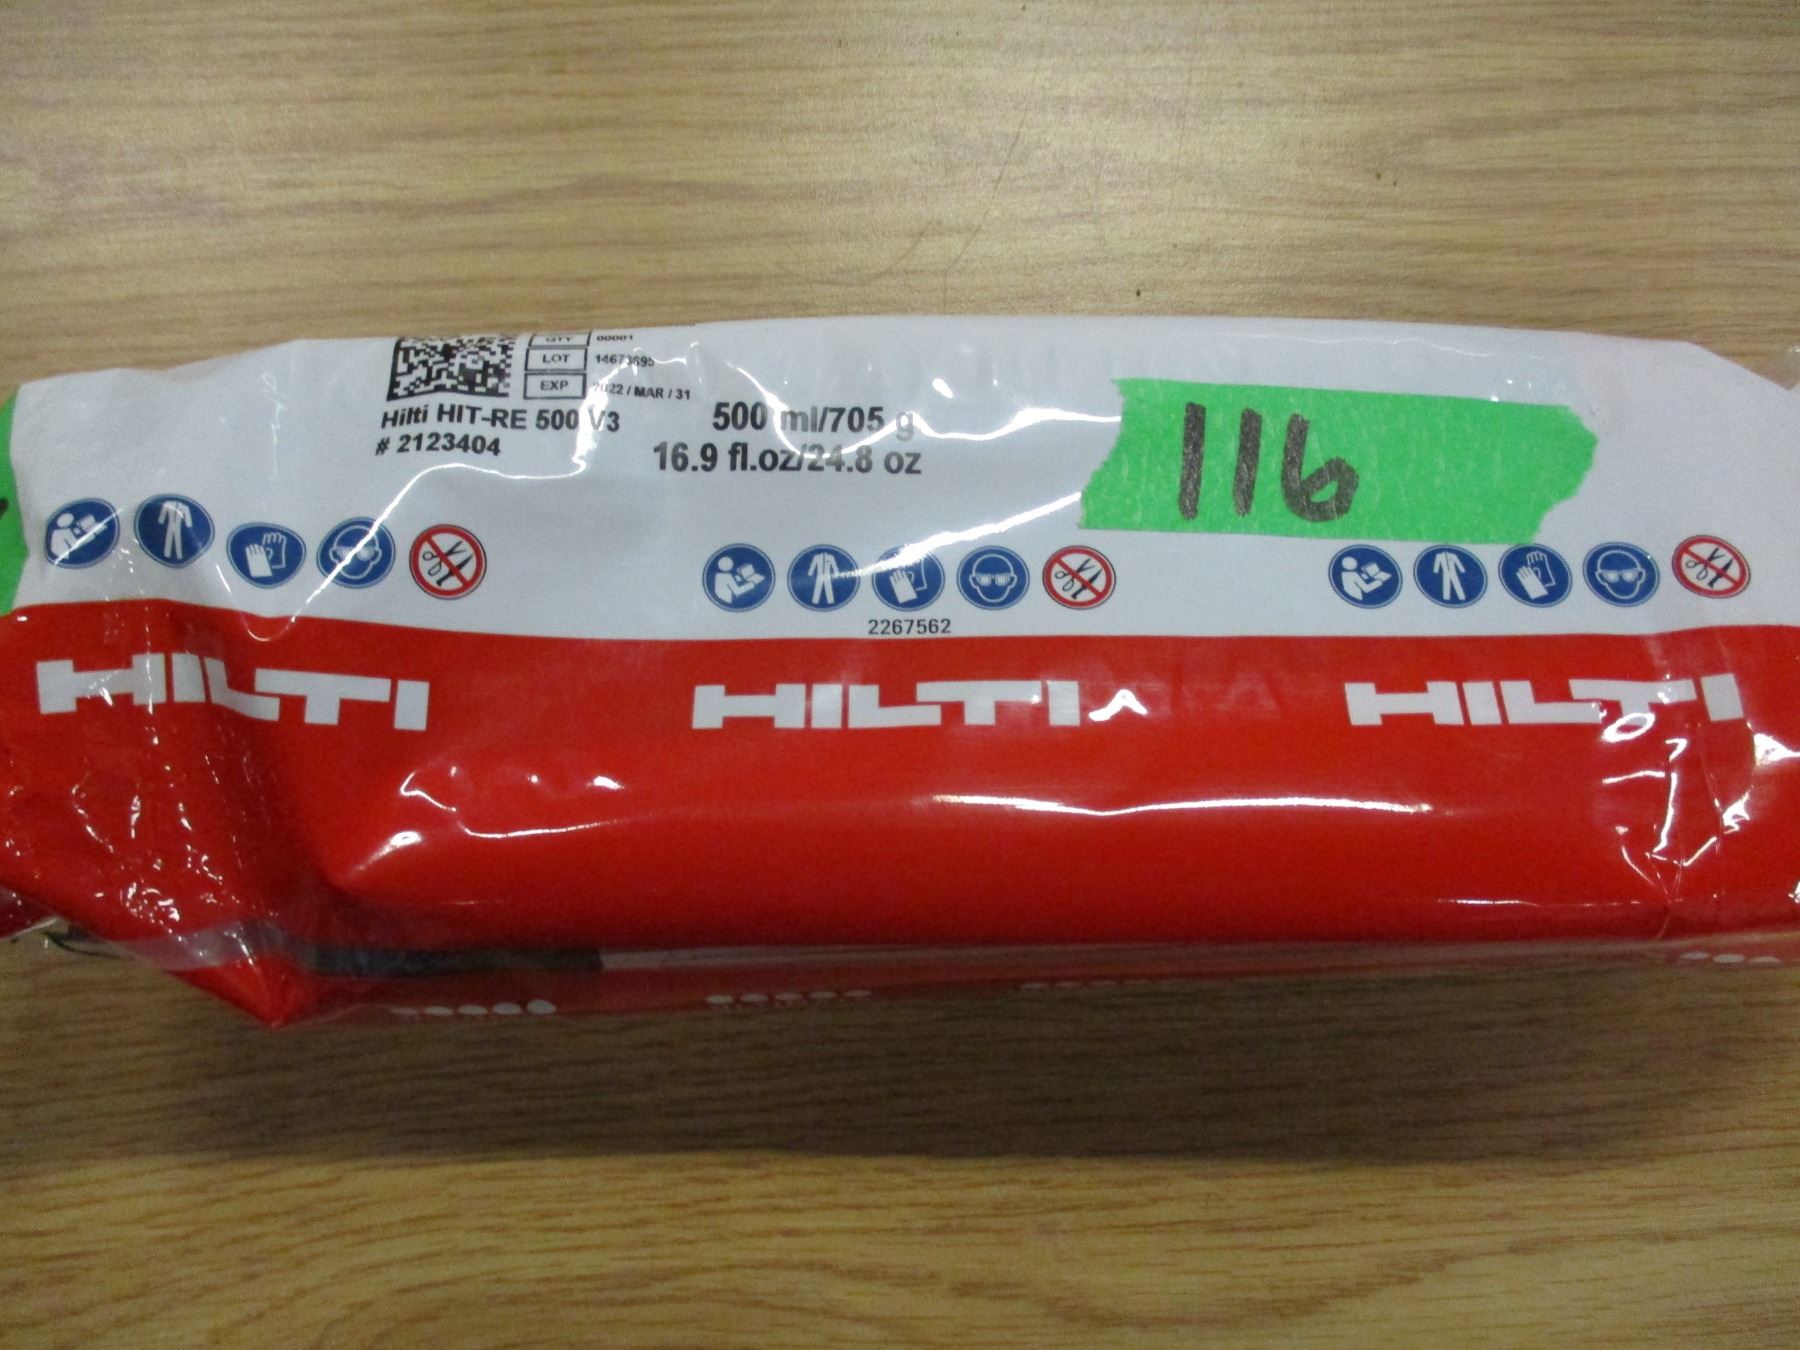 QTY 00001
LOT 14673695
EXP 2022 / MAR / 31
Hilti HIT-RE 500 V3
# 2123404
500 ml/705 g
16.9 fl.oz/24.8 oz
116
2267562
HILTI HILTI HILTI